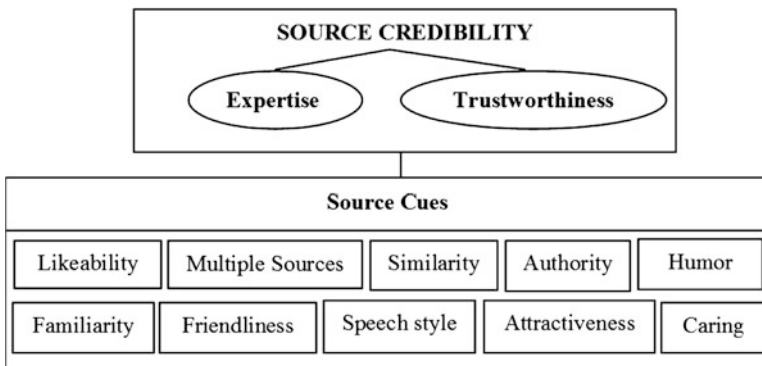 SOURCE CREDIBILITY
Expertise
Trustworthiness
Source Cues
Likeability
Multiple Sources
Similarity
Authority
Humor
Familiarity
Friendliness
Speech style
Attractiveness
Caring